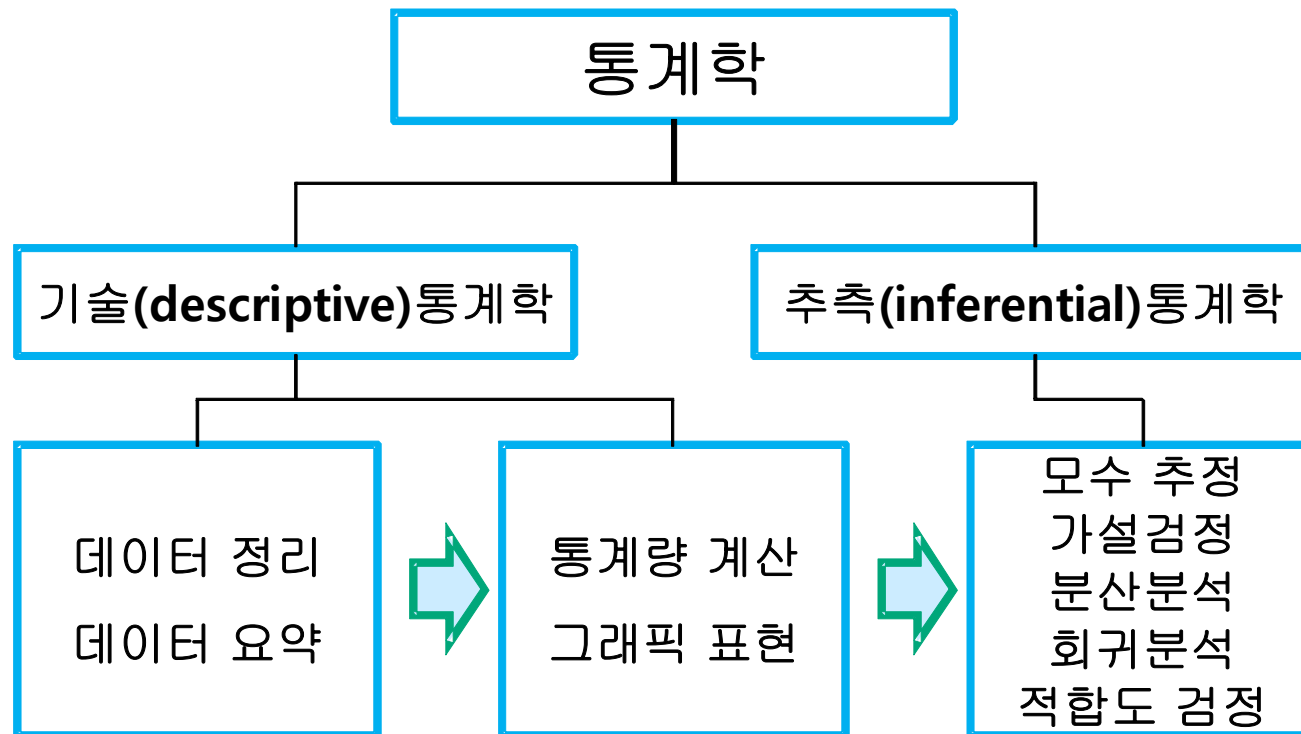 통계학
기술(descriptive)통계학
추측(inferential)통계학
데이터 정리
데이터 요약
통계량 계산
그래픽 표현
모수 추정
가설검정
분산분석
회귀분석
적합도 검정